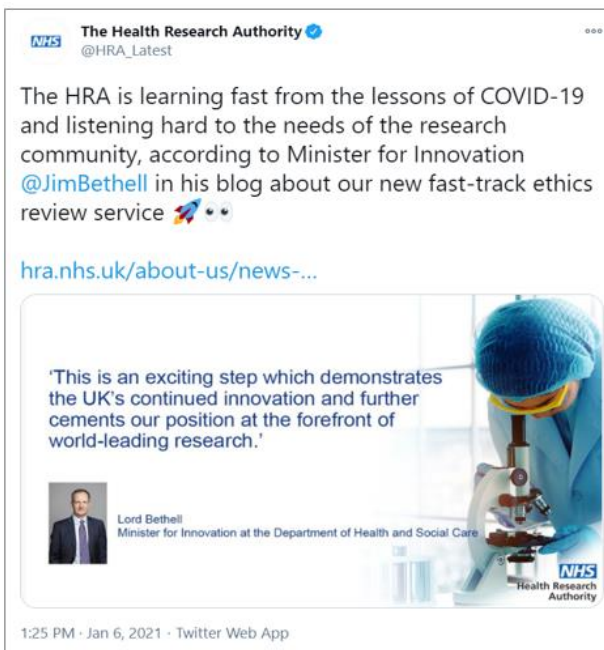 NHS
The Health Research Authority
@HRA_Latest
The HRA is learning fast from the lessons of COVID-19
and listening hard to the needs of the research
community, according to Minister for Innovation
@JimBethell in his blog about our new fast-track ethics
review service 🚀👀
hra.nhs.uk/about-us/news-...
‘This is an exciting step which demonstrates
the UK’s continued innovation and further
cements our position at the forefront of
world-leading research.’
Lord Bethell
Minister for Innovation at the Department of Health and Social Care
NHS
Health Research
Authority
1:25 PM · Jan 6, 2021 · Twitter Web App